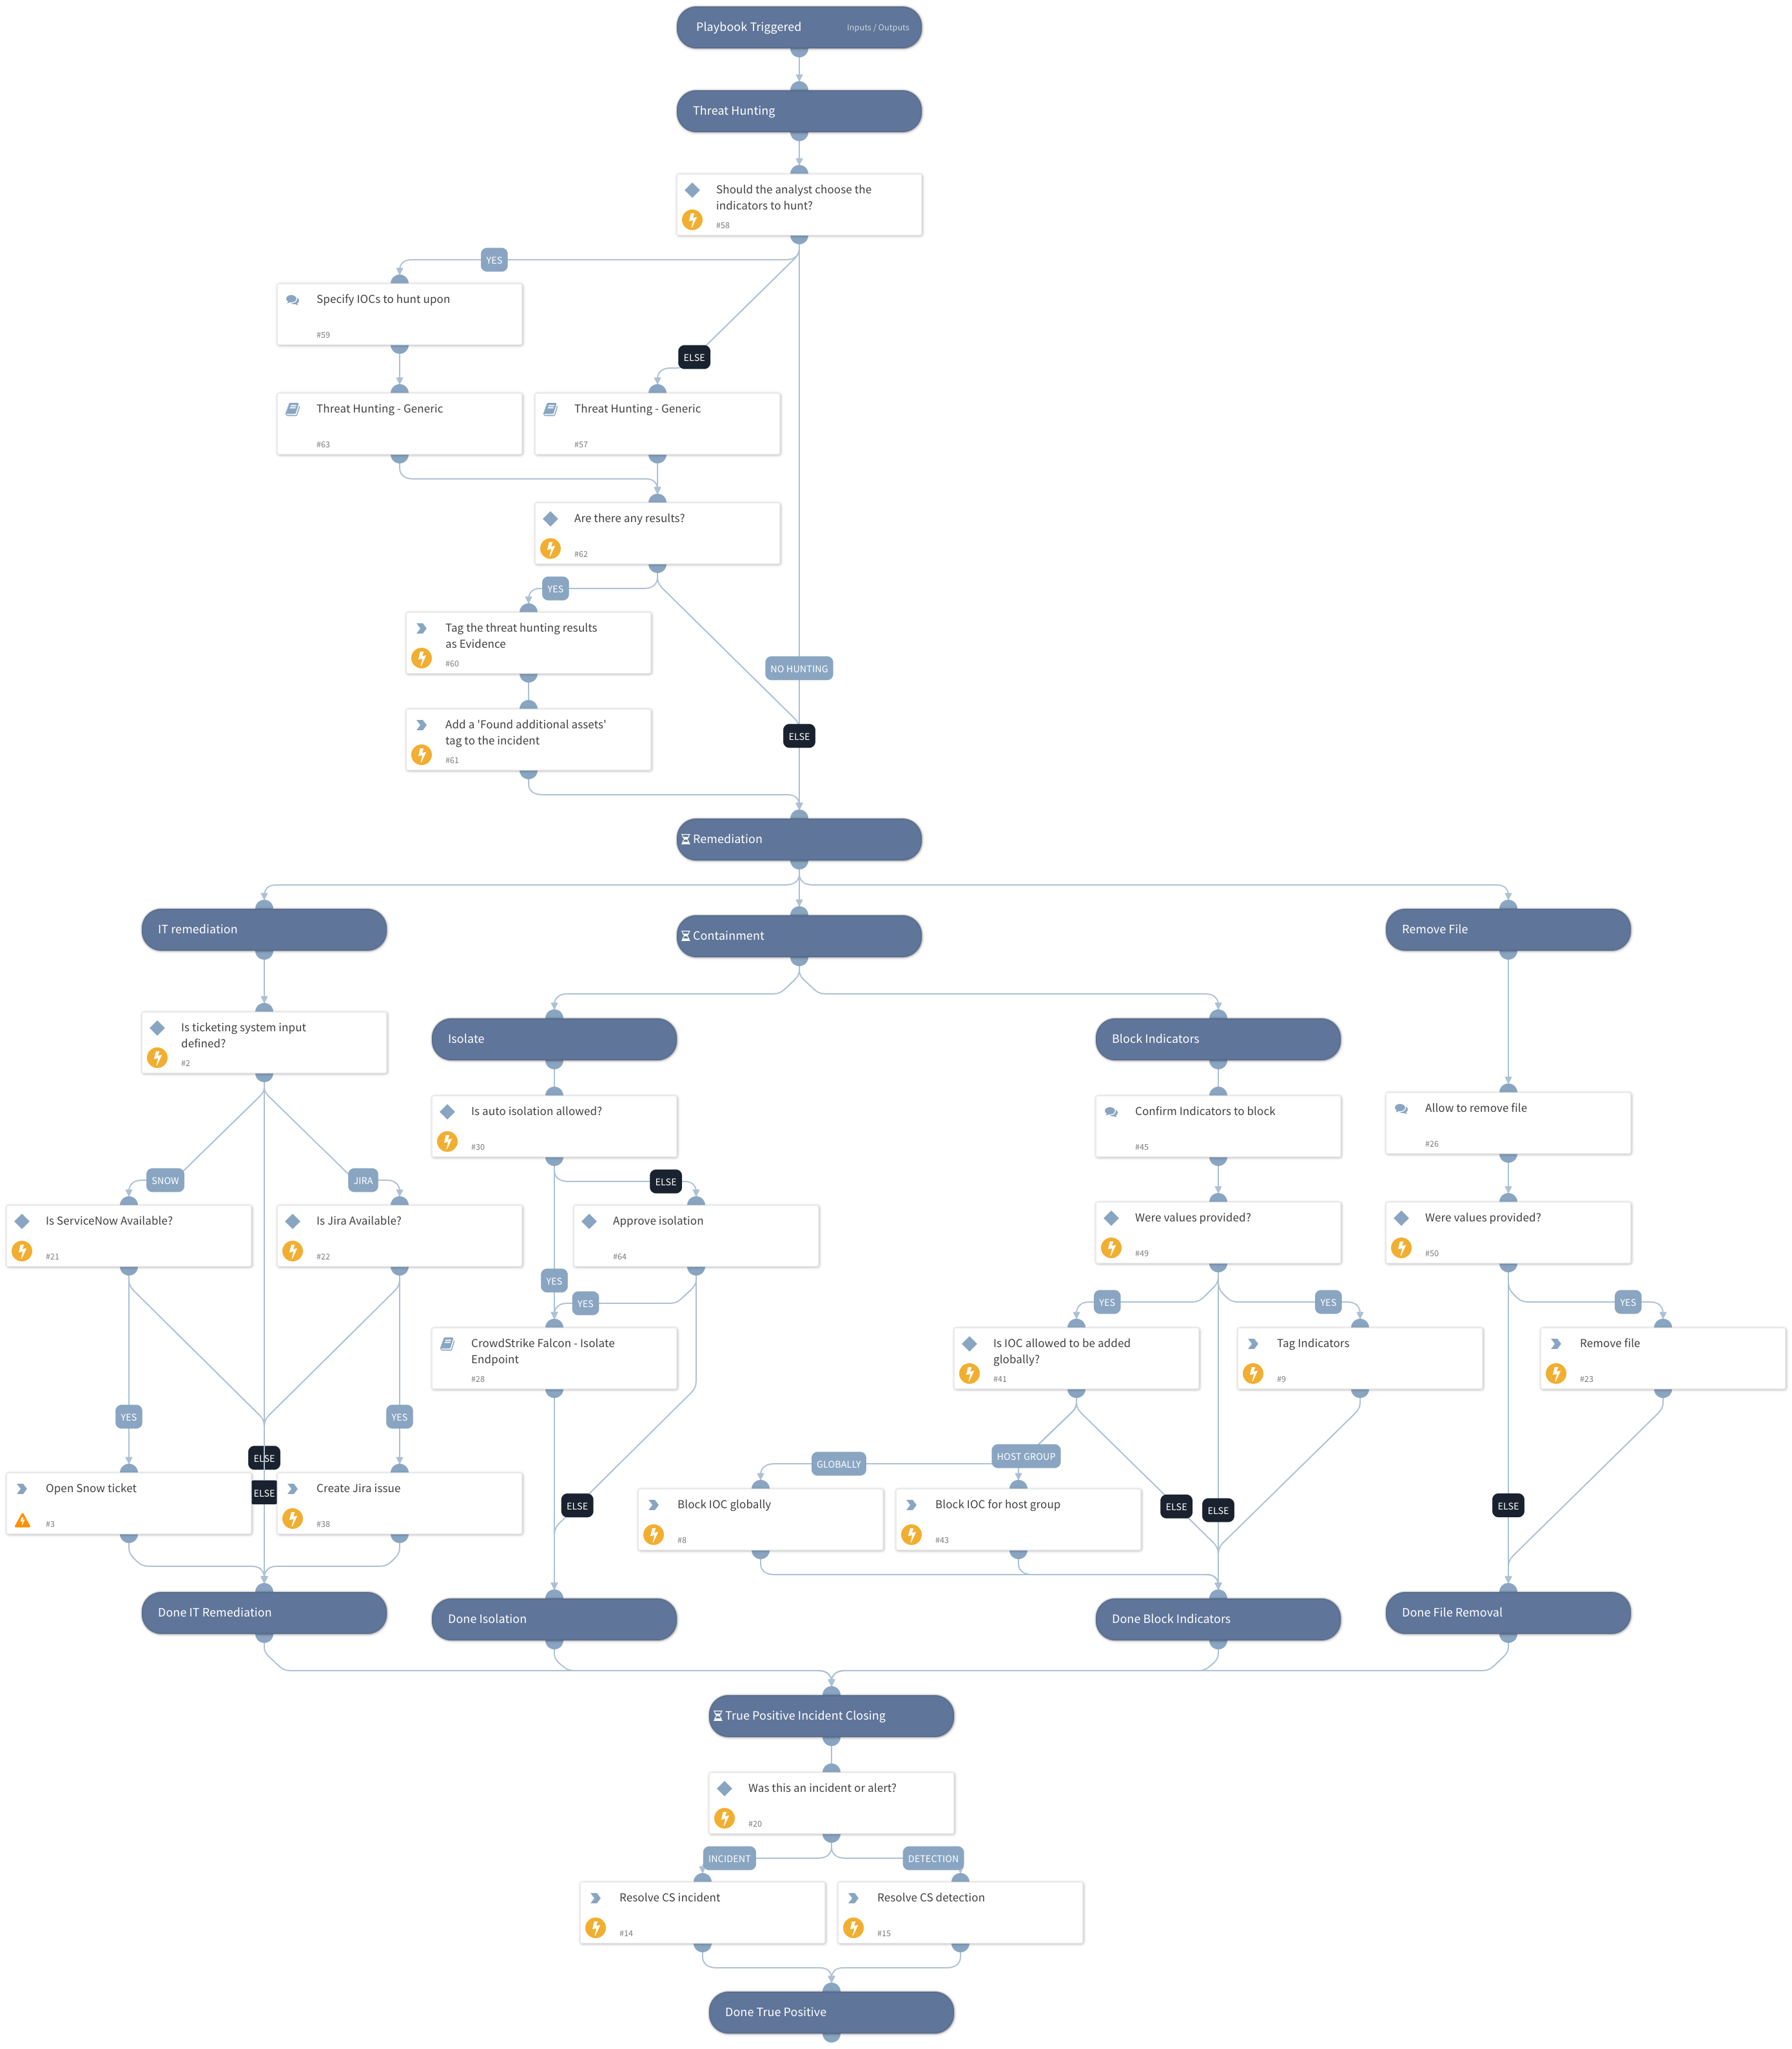 Playbook Triggered
Inputs / Outputs
Threat Hunting
Should the analyst choose the
indicators to hunt?
#58
YES
Specify IOCs to hunt upon
#59
ELSE
Threat Hunting - Generic
#63
Threat Hunting - Generic
#57
Are there any results?
#62
YES
Tag the threat hunting results
as Evidence
#60
NO HUNTING
Add a 'Found additional assets'
tag to the incident
#61
ELSE
Remediation
IT remediation
Containment
Remove File
Is ticketing system input
defined?
#2
Isolate
Block Indicators
Is auto isolation allowed?
#30
Confirm Indicators to block
#45
Allow to remove file
#26
SNOW
JIRA
ELSE
Is ServiceNow Available?
#21
Is Jira Available?
#22
Approve isolation
#64
Were values provided?
#49
Were values provided?
#50
YES
YES
YES
YES
YES
CrowdStrike Falcon - Isolate
Endpoint
#28
Is IOC allowed to be added
globally?
#41
Tag Indicators
#9
Remove file
#23
YES
YES
ELSE
ELSE
GLOBALLY
HOST GROUP
Open Snow ticket
#3
Create Jira issue
#38
ELSE
Block IOC globally
#8
Block IOC for host group
#43
ELSE
ELSE
ELSE
Done IT Remediation
Done Isolation
Done Block Indicators
Done File Removal
True Positive Incident Closing
Was this an incident or alert?
#20
INCIDENT
DETECTION
Resolve CS incident
#14
Resolve CS detection
#15
Done True Positive